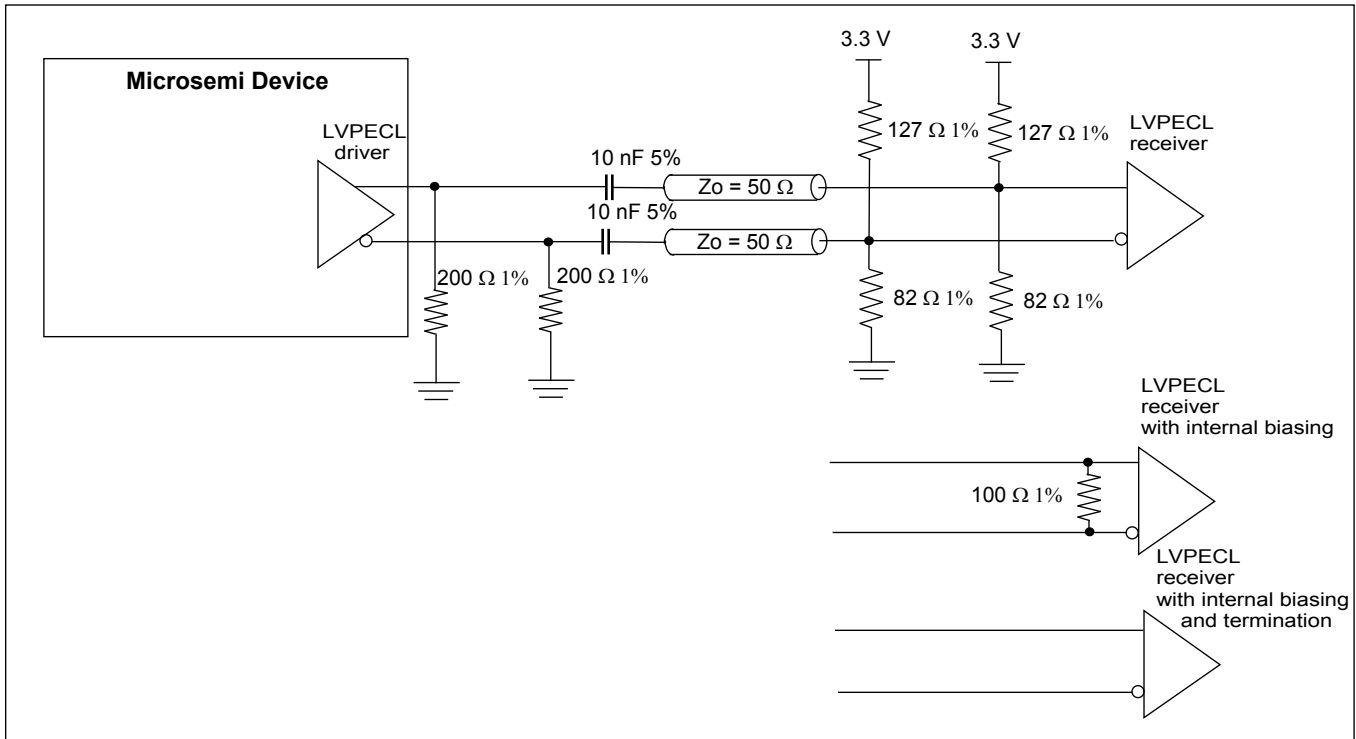 3.3 V
3.3 V
Microsemi Device
LVPECL
driver
127 Ω 1%
127 Ω 1%
LVPECL
receiver
10 nF 5%
Zo = 50 Ω
10 nF 5%
Zo = 50 Ω
200 Ω 1%
200 Ω 1%
82 Ω 1%
82 Ω 1%
LVPECL
receiver
with internal biasing
100 Ω 1%
LVPECL
receiver
with internal biasing
and termination